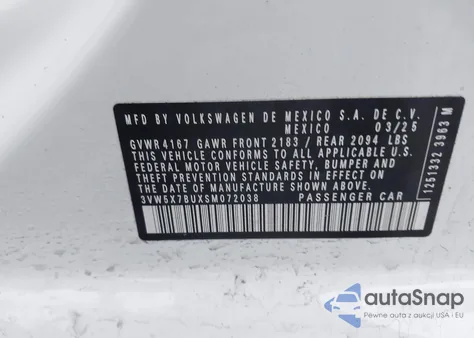 MFD BY VOLKSWAGEN DE MEXICO S.A. DE C.V.
MEXICO 03/25
GVWR 4167 GAWR FRONT 2183 / REAR 2094 LBS
THIS VEHICLE CONFORMS TO ALL APPLICABLE U.S.
FEDERAL MOTOR VEHICLE SAFETY, BUMPER AND
THEFT PREVENTION STANDARDS IN EFFECT ON THE
DATE OF MANUFACTURE SHOWN ABOVE.
3VW5X7BUXSM072038 PASSENGER CAR
1251332 3963 M
autoSnap
Pewne auta z aukcji USA i EU